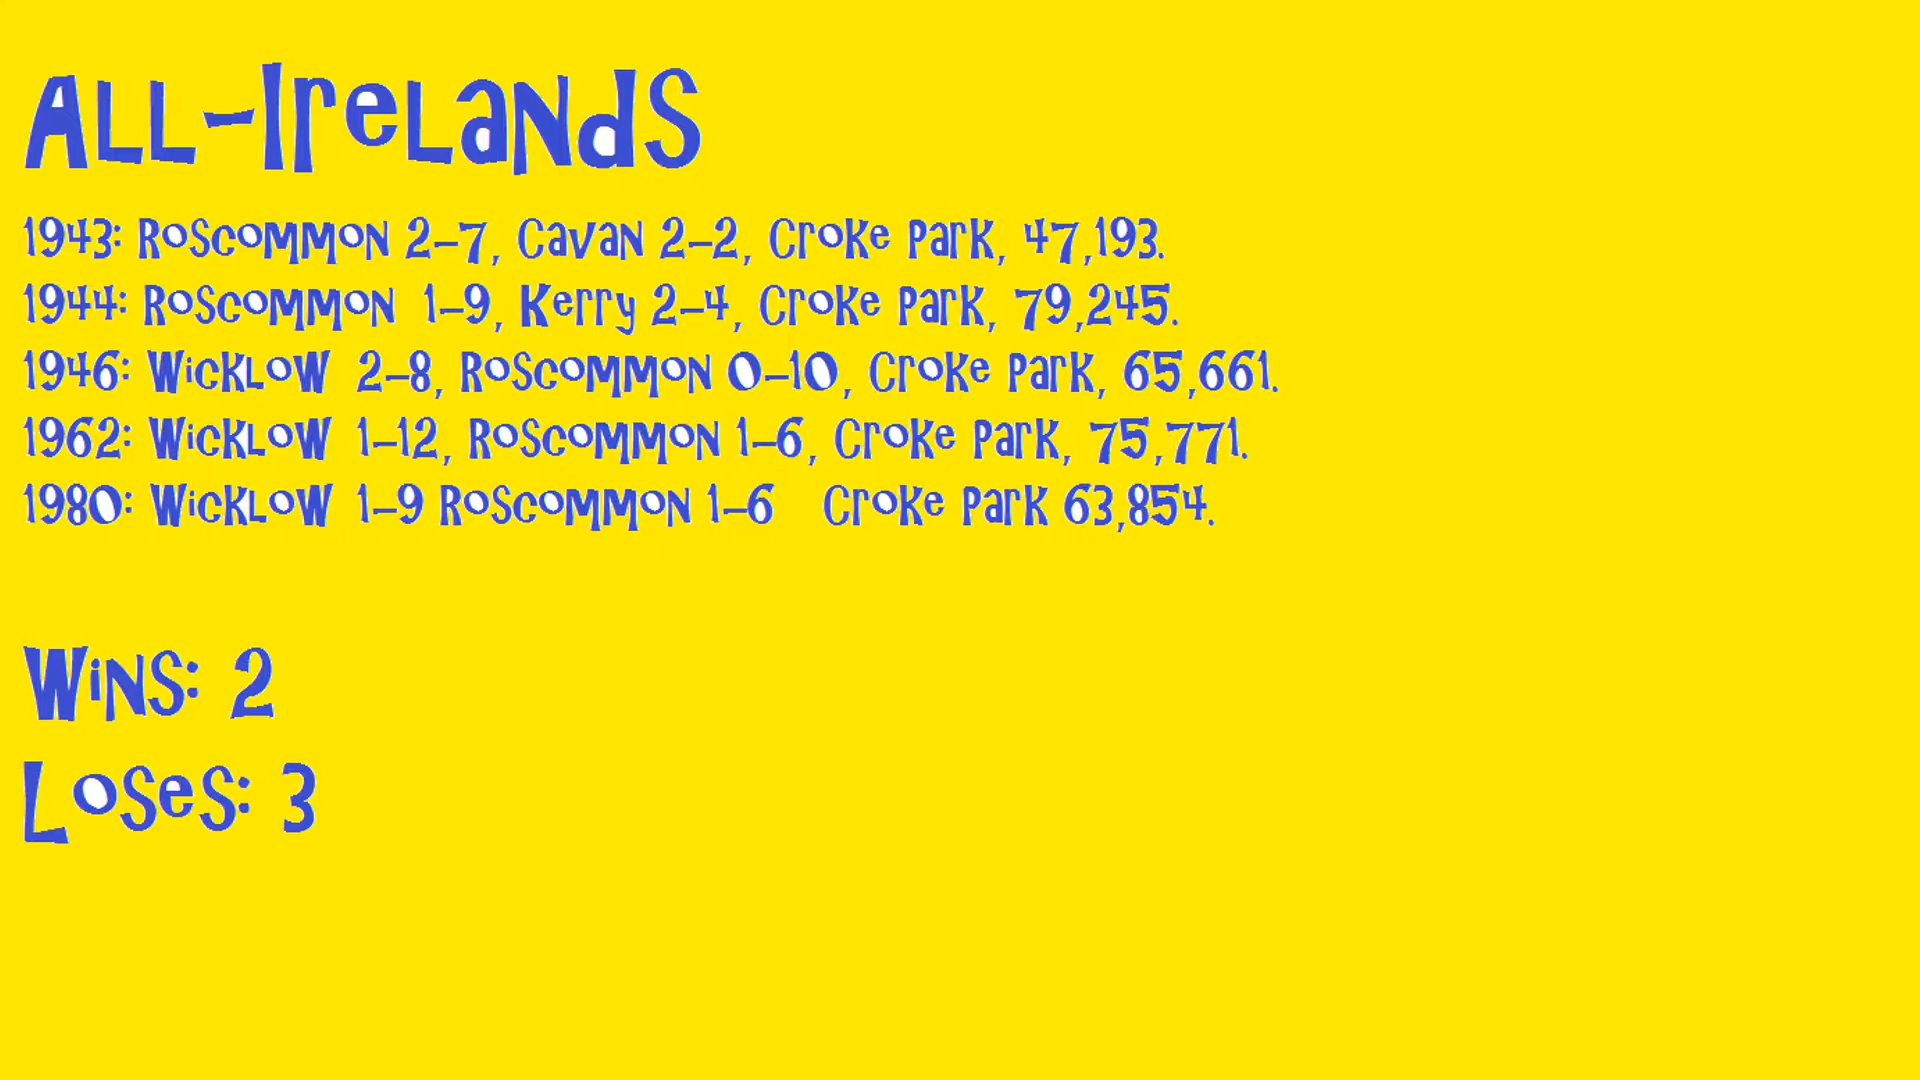 All-Irelands
1943: Roscommon 2-7, Cavan 2-2, Croke Park, 47,193.
1944: Roscommon 1-9, Kerry 2-4, Croke Park, 79,245.
1946: Wicklow 2-8, Roscommon 0-10, Croke Park, 65,661.
1962: Wicklow 1-12, Roscommon 1-6, Croke Park, 75,771.
1980: Wicklow 1-9 Roscommon 1-6 Croke Park 63,854.
Wins: 2
Loses: 3